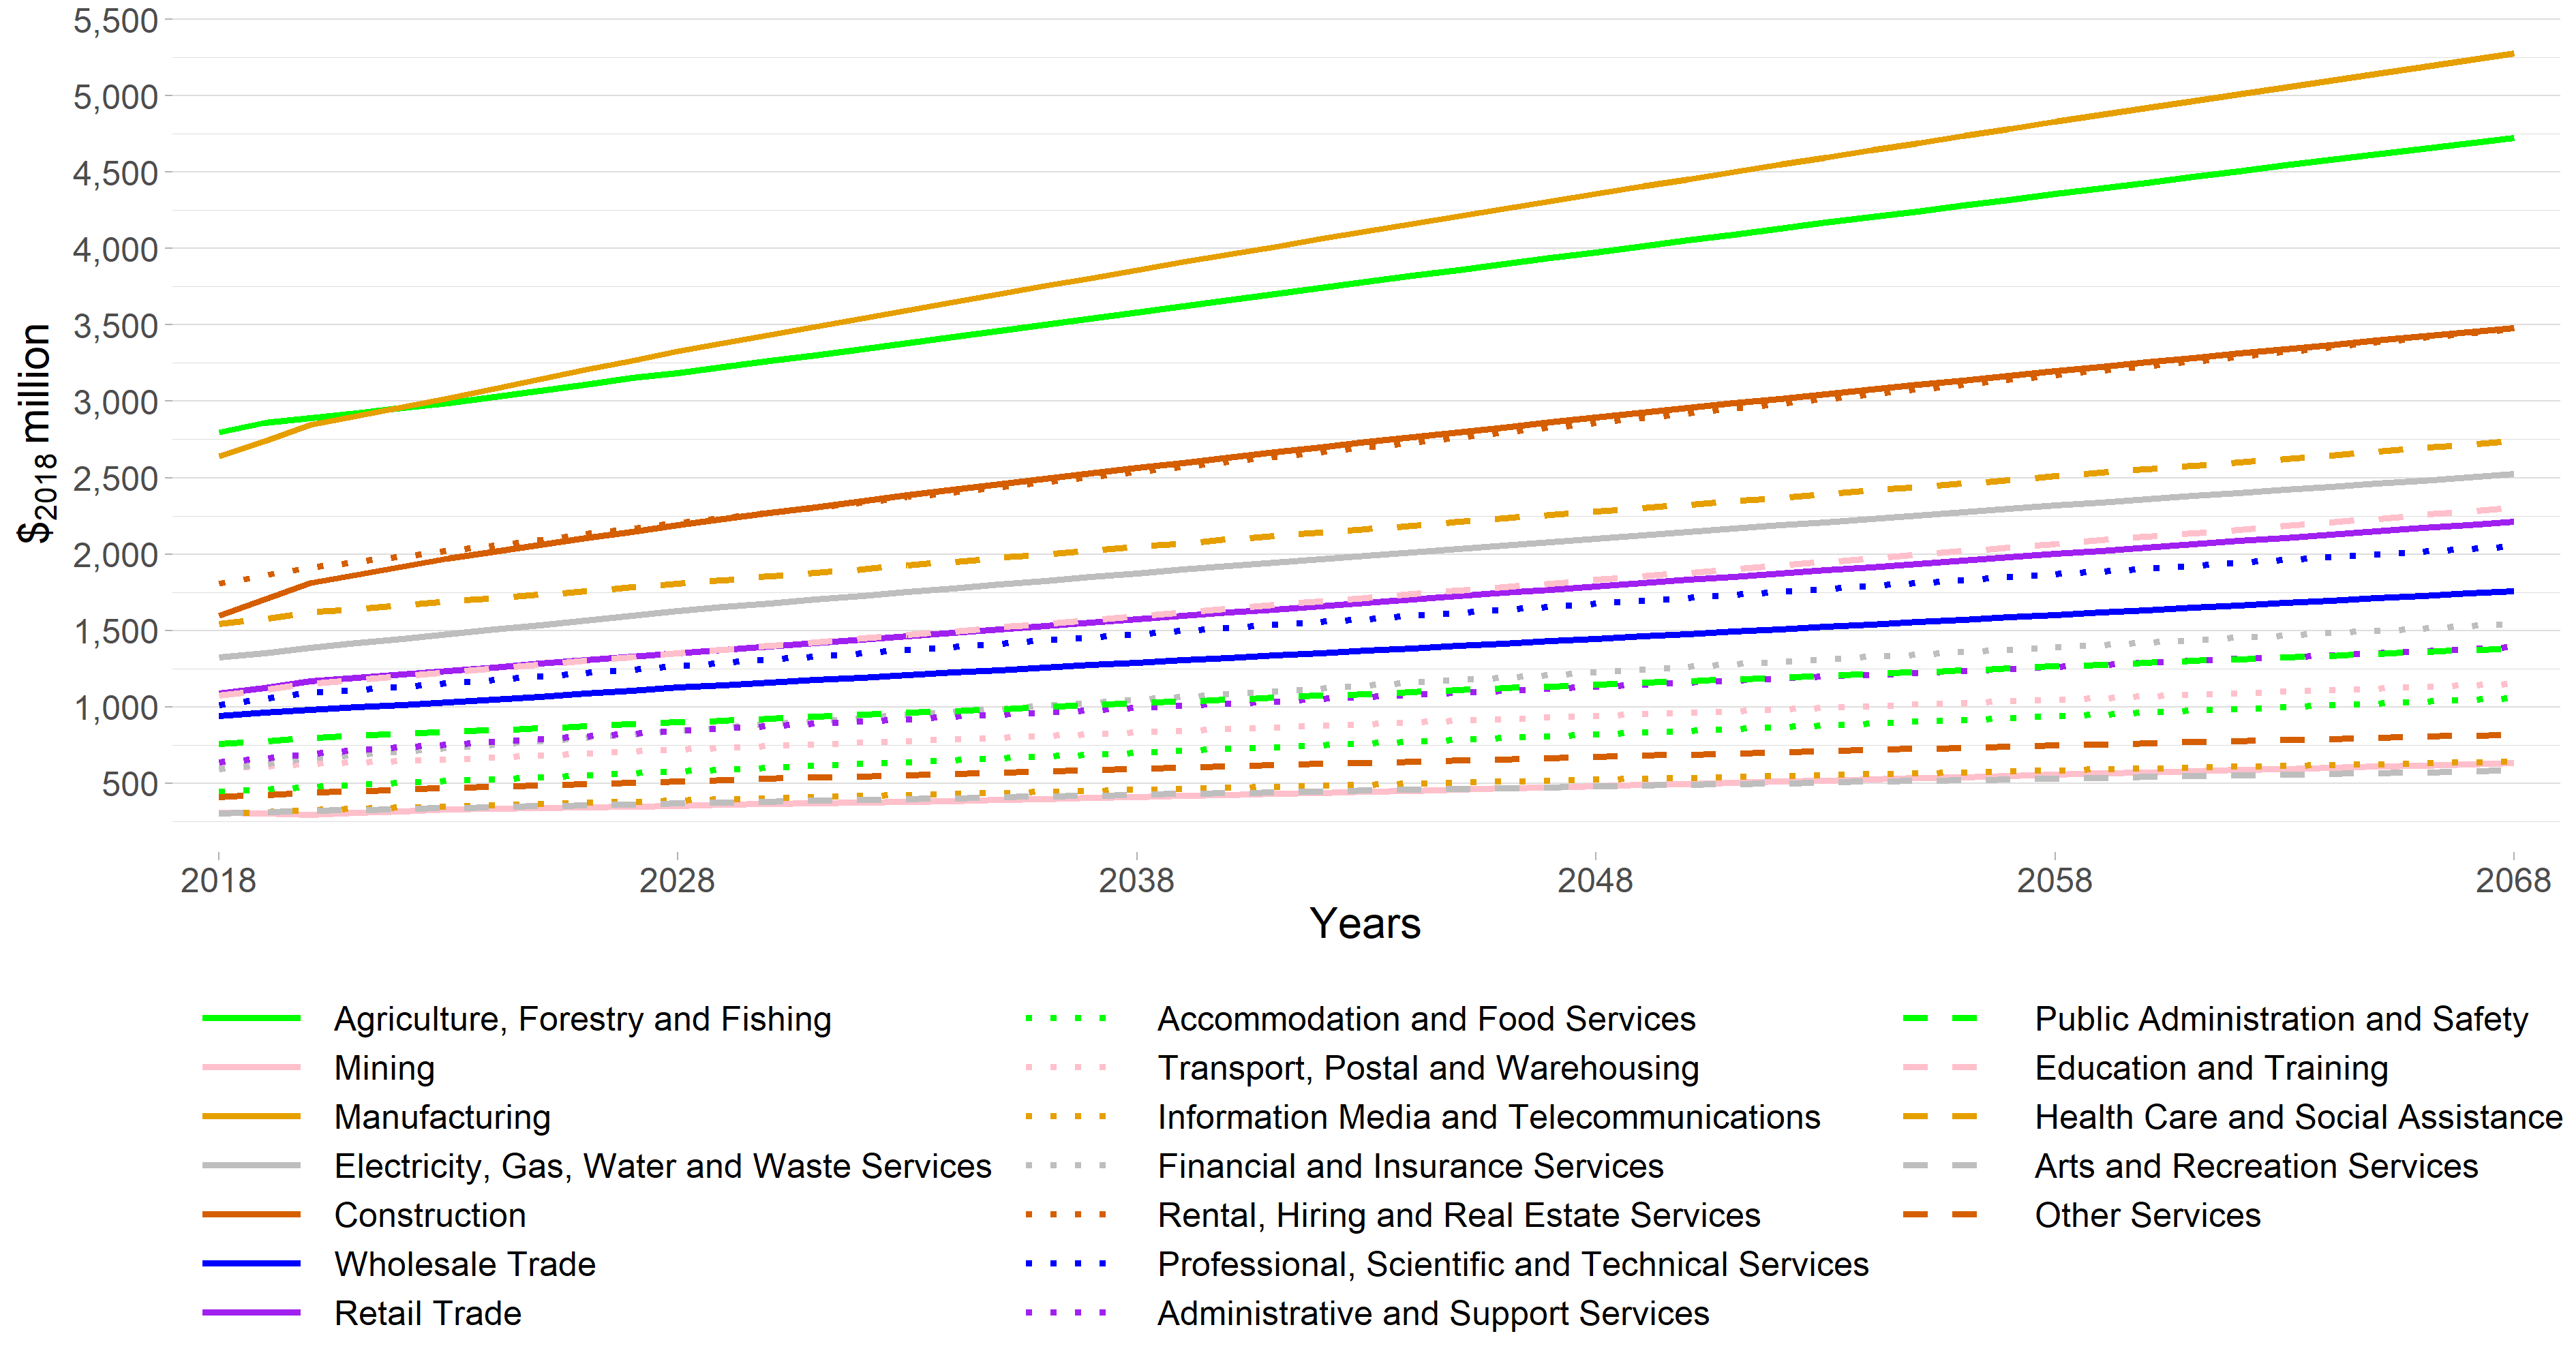 5,500
5,000
4,500
4,000
3,500
3,000
2,500
2,000
1,500
1,000
500
$2018 million
2018 2028 2038 2048 2058 2068
Years
Agriculture, Forestry and Fishing
Mining
Manufacturing
Electricity, Gas, Water and Waste Services
Construction
Wholesale Trade
Retail Trade
Accommodation and Food Services
Transport, Postal and Warehousing
Information Media and Telecommunications
Financial and Insurance Services
Rental, Hiring and Real Estate Services
Professional, Scientific and Technical Services
Administrative and Support Services
Public Administration and Safety
Education and Training
Health Care and Social Assistance
Arts and Recreation Services
Other Services